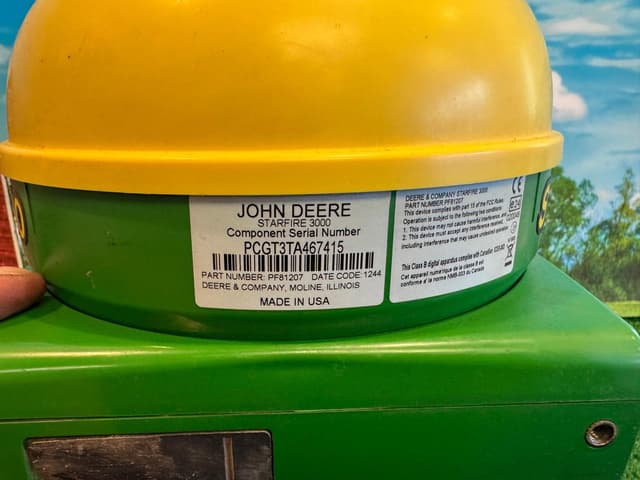 JOHN DEERE
STARFIRE 3000
Component Serial Number
PCGT3TA467415
PART NUMBER: PF81207 DATE CODE: 1244
DEERE & COMPANY, MOLINE, ILLINOIS
MADE IN USA
DEERE & COMPANY STARFIRE 3000
PART NUMBER PF81207
This device complies with part 15 of the FCC Rules
Operation is subject to the following two conditions
1. This device may not cause harmful interference, and
2. This device must accept any interference received,
including interference that may cause undesired operation
This Class B digital apparatus complies with Canadian ICES-003
Cet appareil numérique de la classe B est
conforme à la norme NMB-003 du Canada
CE